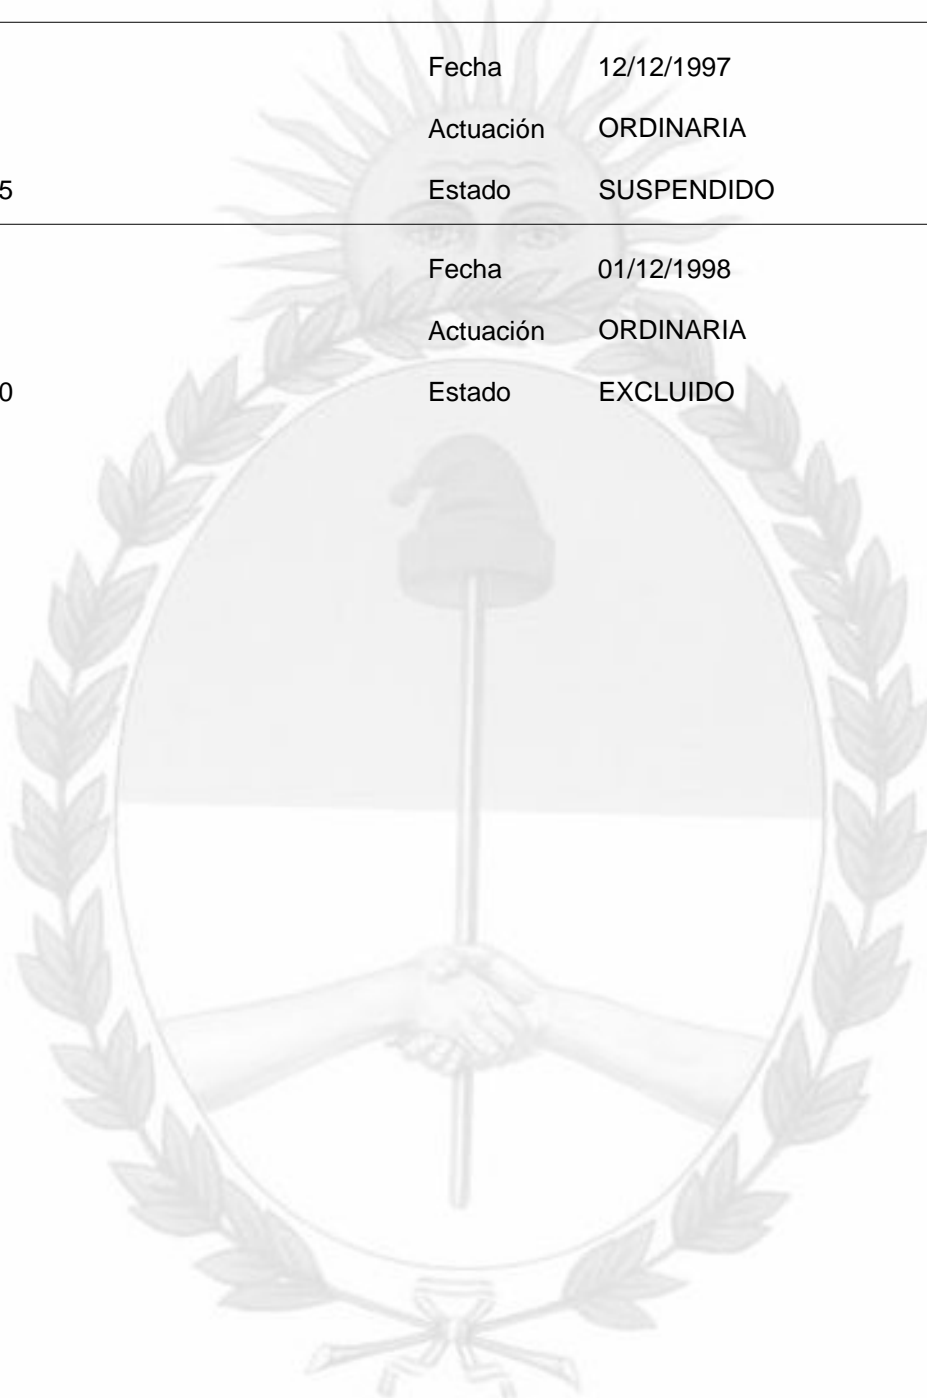 Fecha 12/12/1997
Actuación ORDINARIA
5 Estado SUSPENDIDO
Fecha 01/12/1998
Actuación ORDINARIA
0 Estado EXCLUIDO